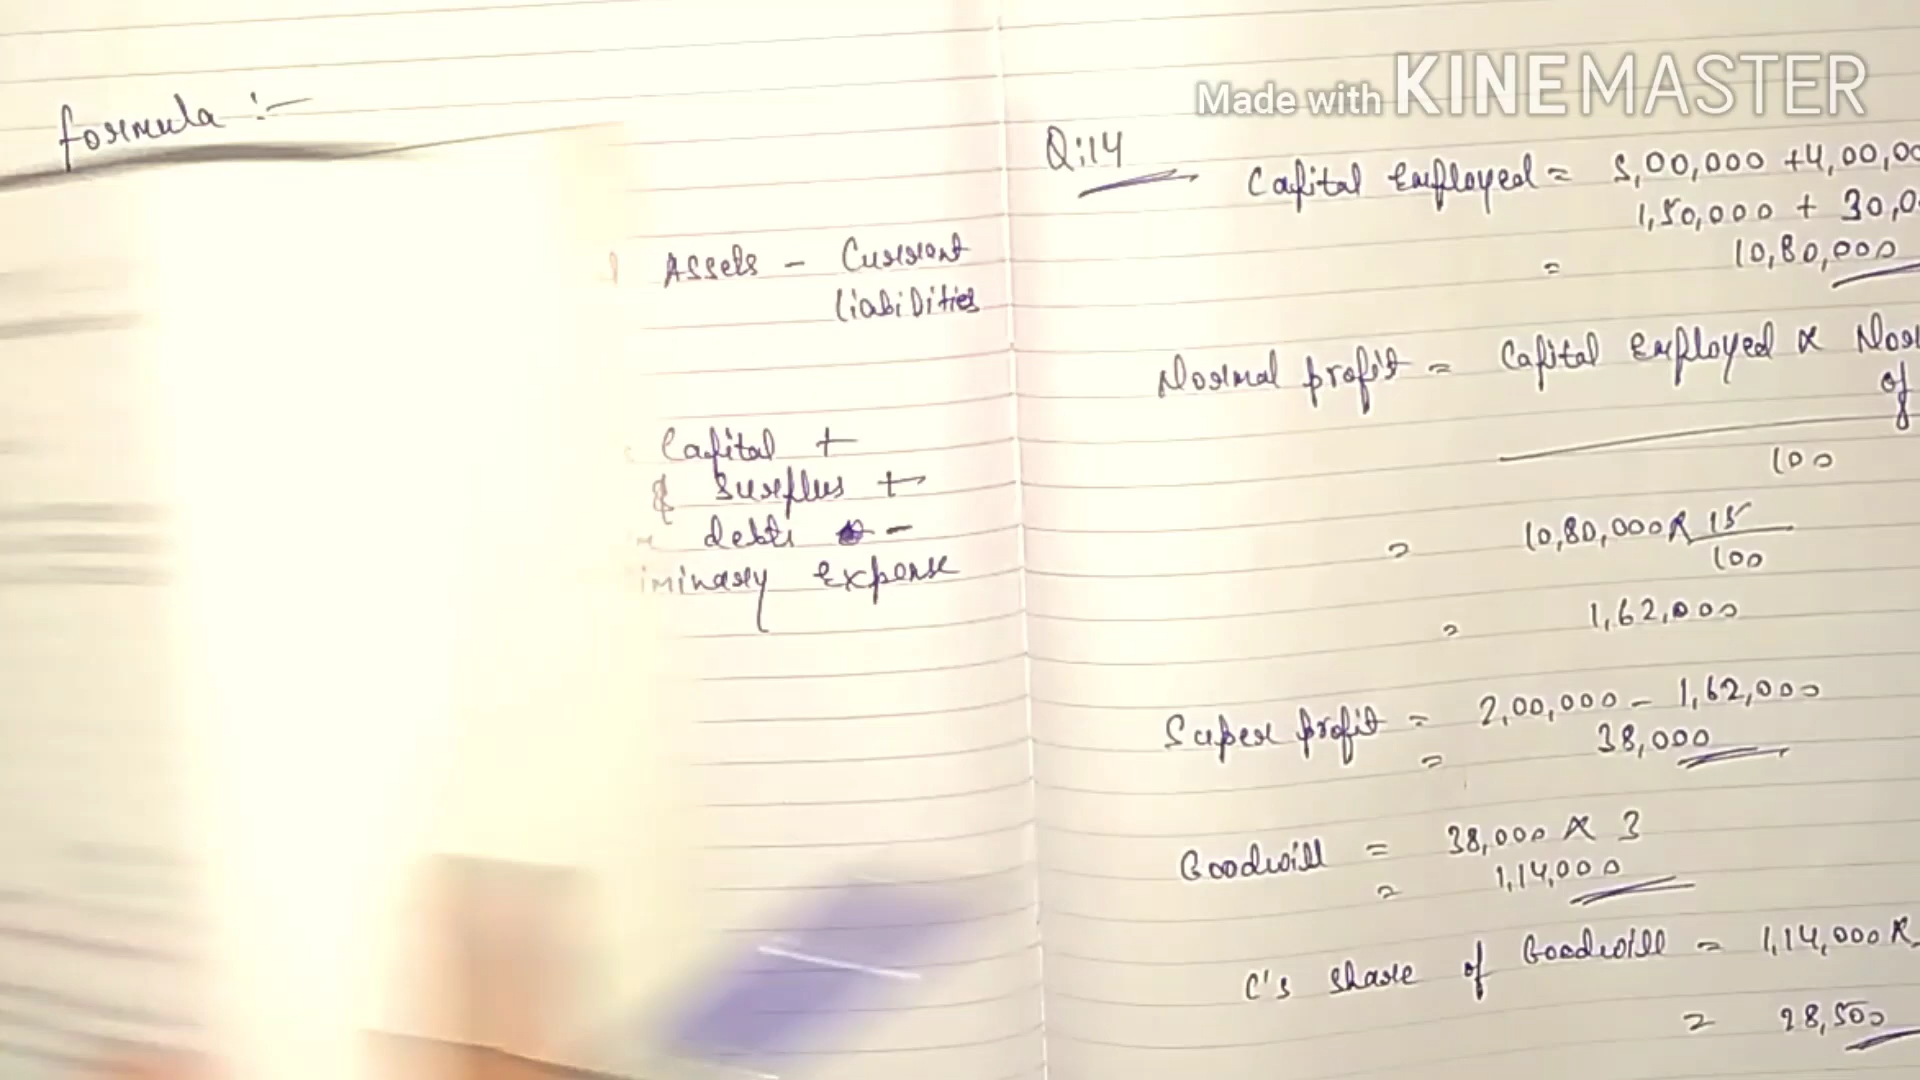 Made with KINEMASTER
formula :-
Assets - Current
liabilities
Capital +
& Surplus +
debts -
iminary Expense
Q:14
Capital Employed = 5,00,000 + 4,00,00
1,50,000 + 30,0
= 10,80,000
Normal profit = Capital Employed x Nor
of
100
= 10,80,000 x 15
100
= 1,62,000
Super profit = 2,00,000 - 1,62,000
= 38,000
Goodwill = 38,000 x 3
= 1,14,000
C's share of Goodwill = 1,14,000 x
= 28,500